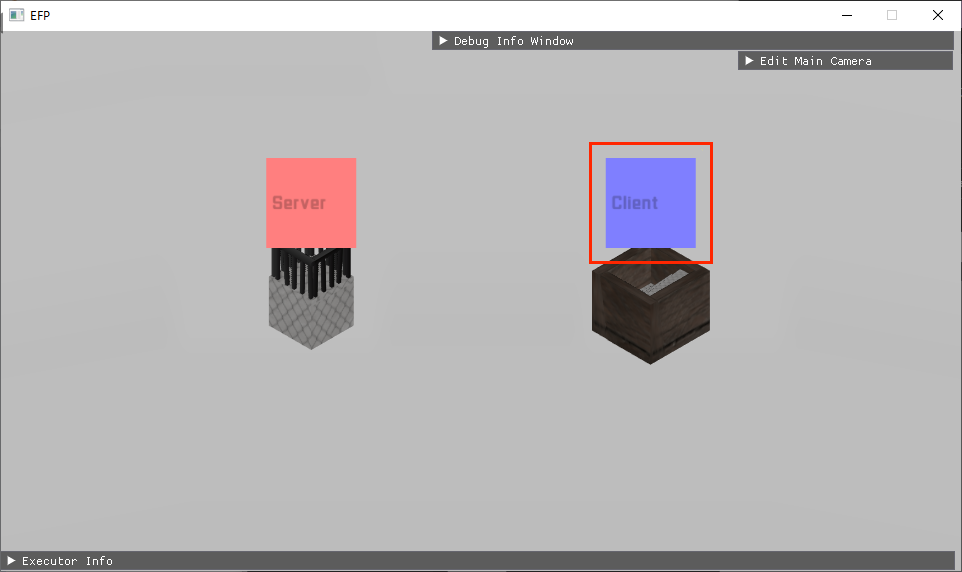 EFP
Debug Info Window
Edit Main Camera
Server
Client
Executor Info